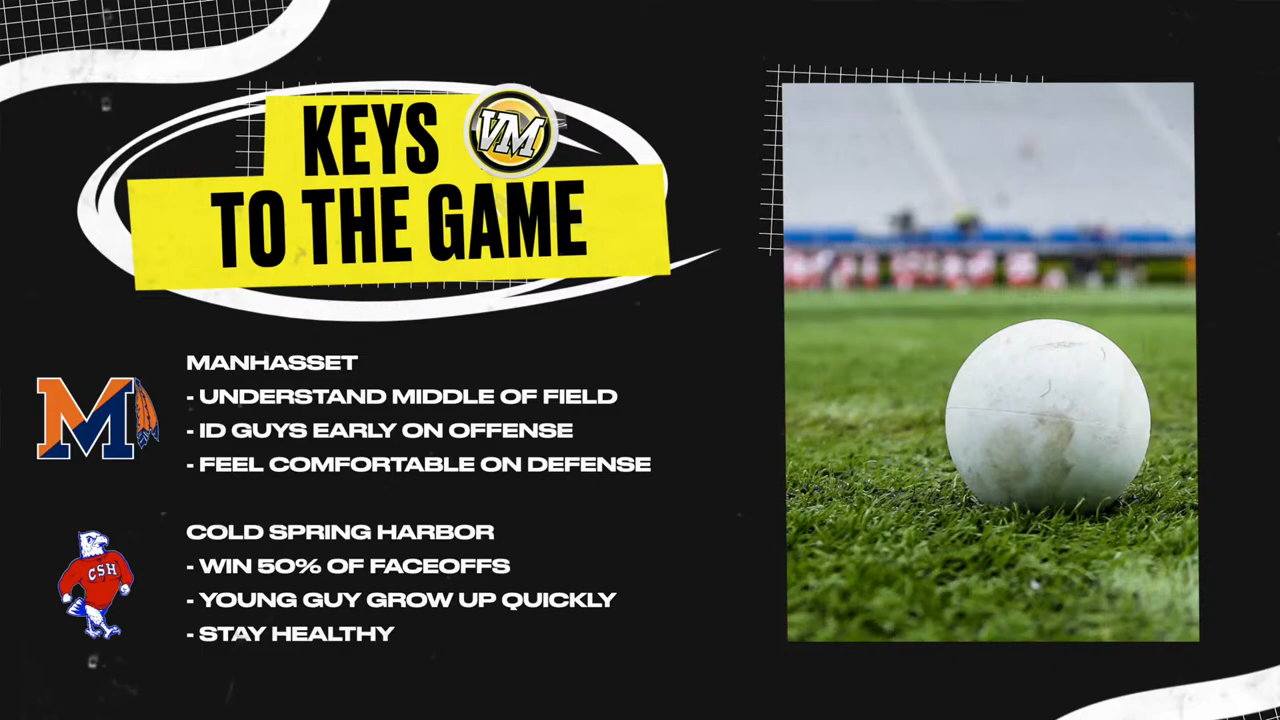 KEYS
VM
TO THE GAME
MANHASSET
- UNDERSTAND MIDDLE OF FIELD
- ID GUYS EARLY ON OFFENSE
- FEEL COMFORTABLE ON DEFENSE
M
COLD SPRING HARBOR
- WIN 50% OF FACEOFFS
- YOUNG GUY GROW UP QUICKLY
- STAY HEALTHY
CSH